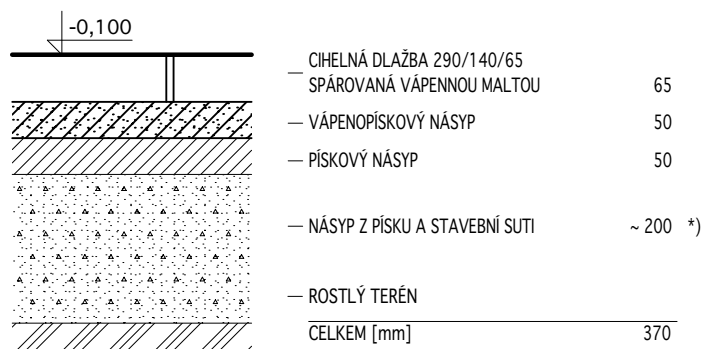 -0,100
CIHELNÁ DLAŽBA 290/140/65
SPÁROVANÁ VÁPENNOU MALTOU 65
VÁPENOPÍSKOVÝ NÁSYP 50
PÍSKOVÝ NÁSYP 50
NÁSYP Z PÍSKU A STAVEBNÍ SUTI ~ 200 *)
ROSTLÝ TERÉN
CELKEM [mm] 370